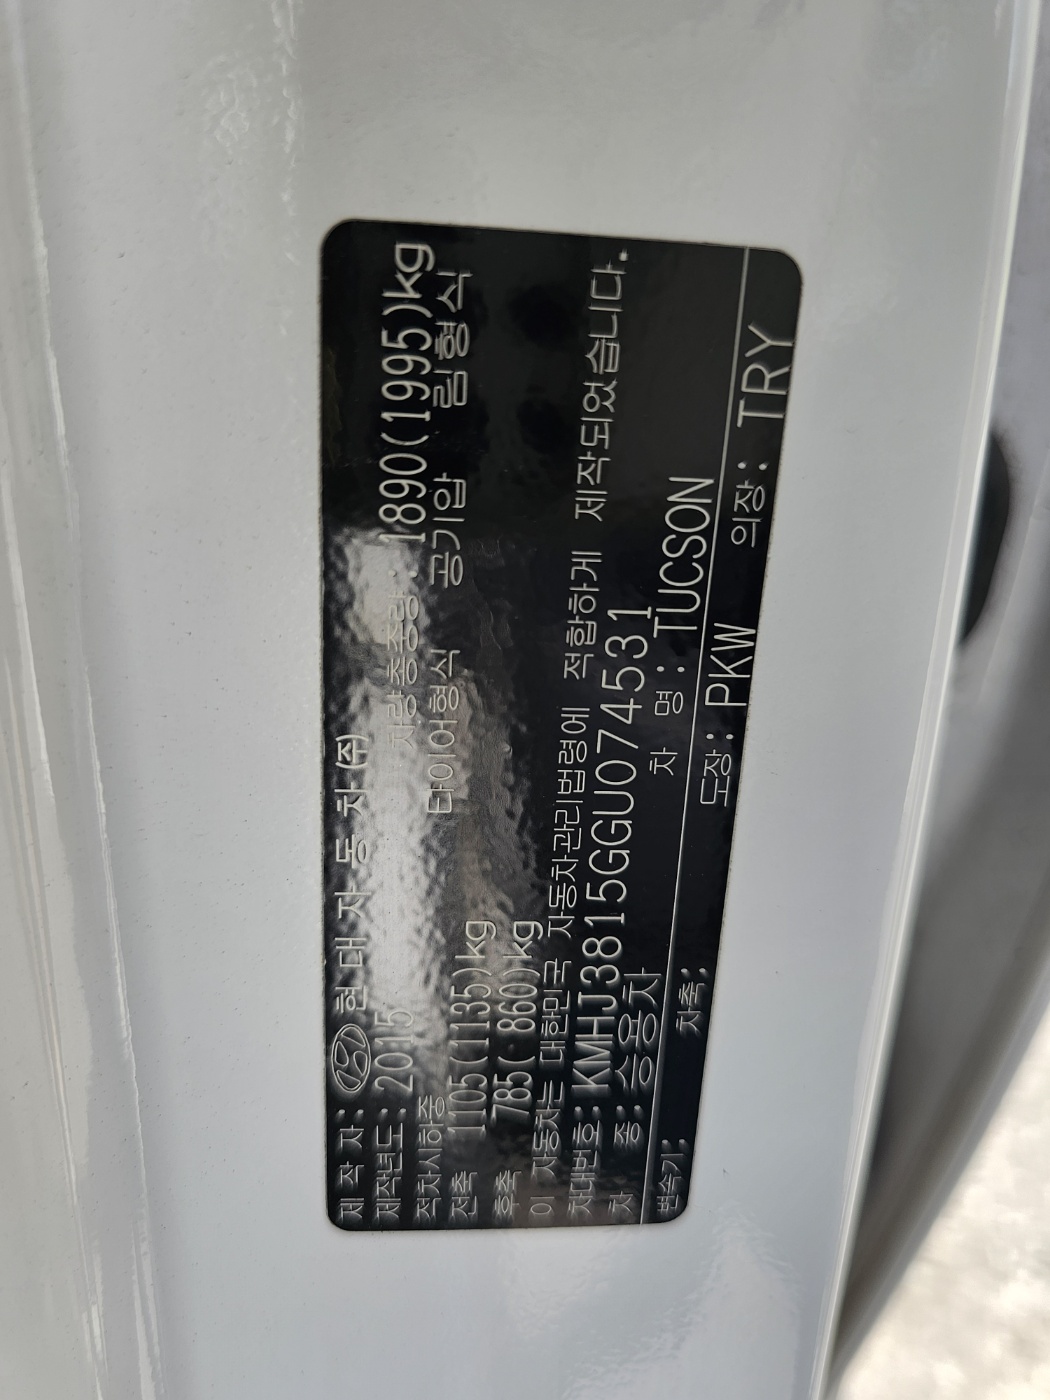 제 작 자: 현 대 자 동 차 (주)
제작년도: 2015 차량총중량: 1890(1995)kg
적차시하중 타이어형식 공기압 림형식
전축 1105(1135)kg
후축 785( 860)kg
이 자동차는 대한민국 자동차관리법령에 적합하게 제작되었습니다.
차대번호: KMHJ3815GGU074531
차 종: 승용차 차 명: TUCSON
변속기: 차축: 도장: PKW 의장: TRY